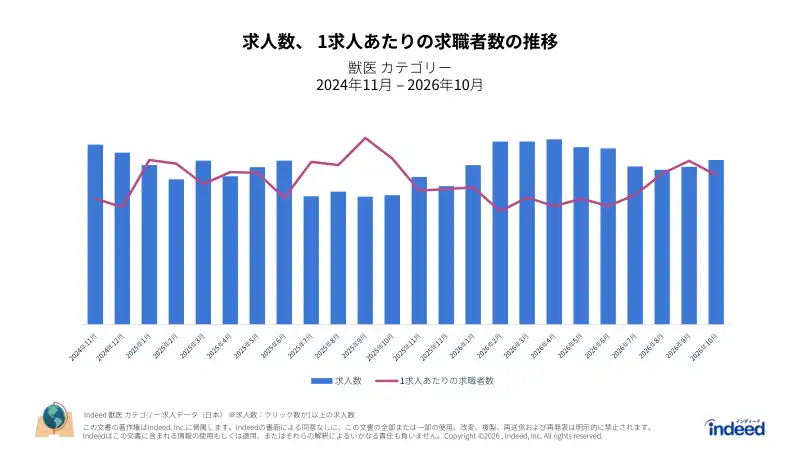 求人数、 1求人あたりの求職者数の推移
獣医 カテゴリー
2024年11月 – 2026年10月
2024年11月
2024年12月
2025年1月
2025年2月
2025年3月
2025年4月
2025年5月
2025年6月
2025年7月
2025年8月
2025年9月
2025年10月
2025年11月
2025年12月
2026年1月
2026年2月
2026年3月
2026年4月
2026年5月
2026年6月
2026年7月
2026年8月
2026年9月
2026年10月
求人数
1求人あたりの求職者数
Indeed 獣医 カテゴリー 求人データ（日本） ※求人数：クリック数が1以上の求人数
この文書の著作権はIndeed, Inc.に帰属します。Indeedの書面による同意なしに、この文書の全部または一部の使用、改変、複製、再送信および再発表は明示的に禁止されます。
Indeedはこの文書に含まれる情報の使用もしくは適用、またはそれらの解釈によるいかなる責任も負いません。Copyright ©2026 , Indeed, Inc. All rights reserved.
インディード
indeed